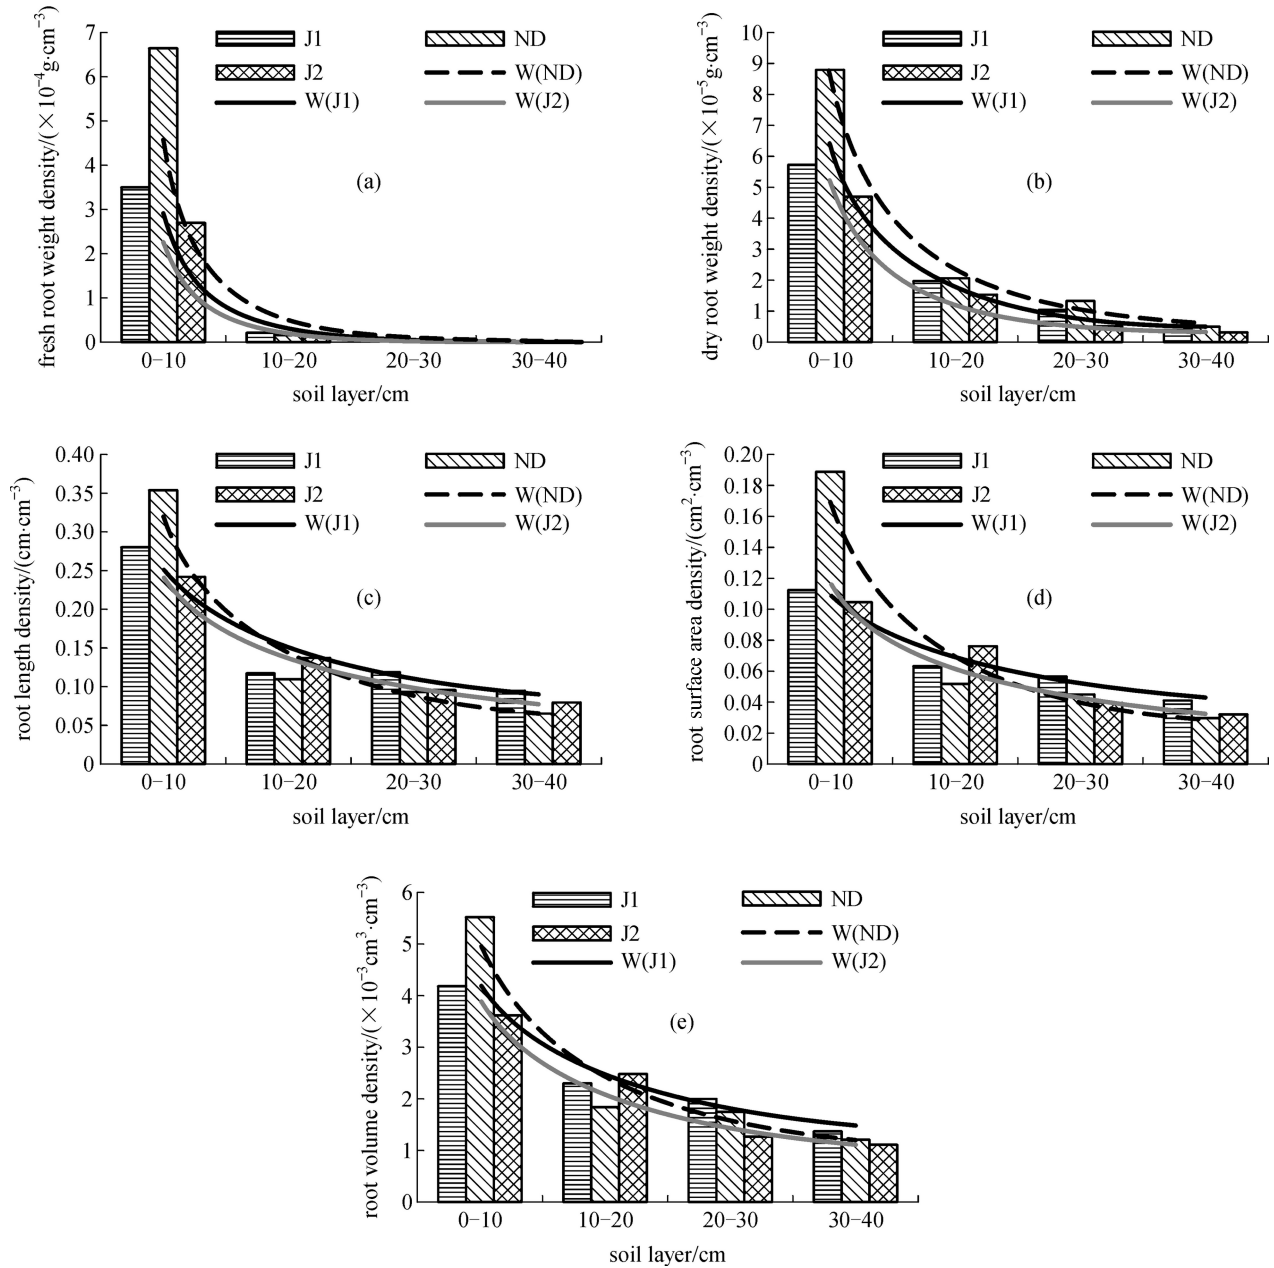 fresh root weight density/(×10⁻⁴g·cm⁻³)
7
6
5
4
3
2
1
0
J1
ND
J2
W(ND)
W(J1)
W(J2)
(a)
0−10
10−20
20−30
30−40
soil layer/cm
dry root weight density/(×10⁻⁵g·cm⁻³)
10
9
8
7
6
5
4
3
2
1
0
J1
ND
J2
W(ND)
W(J1)
W(J2)
(b)
0−10
10−20
20−30
30−40
soil layer/cm
root length density/(cm·cm⁻³)
0.40
0.35
0.30
0.25
0.20
0.15
0.10
0.05
0
J1
ND
J2
W(ND)
W(J1)
W(J2)
(c)
0−10
10−20
20−30
30−40
soil layer/cm
root surface area density/(cm²·cm⁻³)
0.20
0.18
0.16
0.14
0.12
0.10
0.08
0.06
0.04
0.02
0
J1
ND
J2
W(ND)
W(J1)
W(J2)
(d)
0−10
10−20
20−30
30−40
soil layer/cm
root volume density/(×10⁻³cm³·cm⁻³)
6
5
4
3
2
1
0
J1
ND
J2
W(ND)
W(J1)
W(J2)
(e)
0−10
10−20
20−30
30−40
soil layer/cm